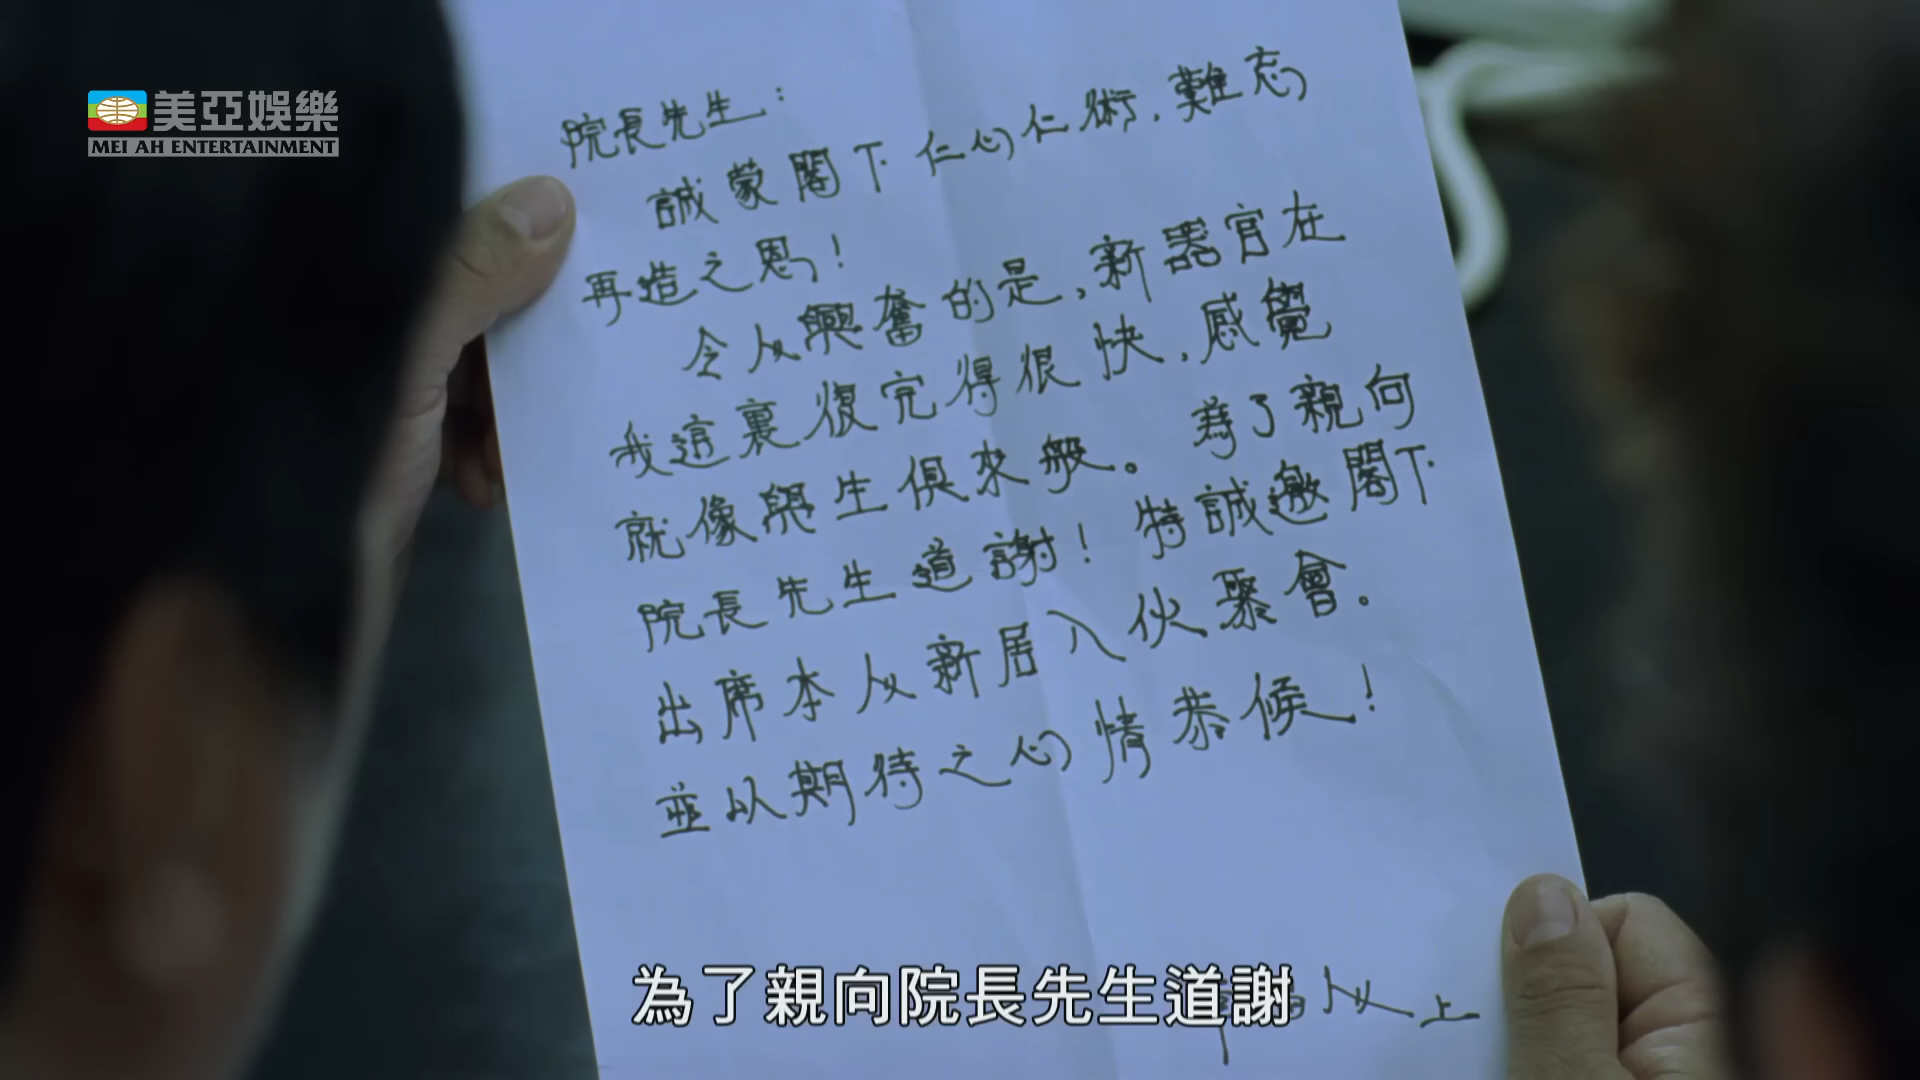 美亞娛樂
MEI AH ENTERTAINMENT
院長先生：
誠蒙閣下仁心仁術，難忘
再造之恩！
令人興奮的是，新器官在
我這裏復完得很快，感覺
就像與生俱來般。為了親向
院長先生道謝！特誠邀閣下
出席本人新居入伙聚會。
並以期待之心情恭候！
人上
為了親向院長先生道謝